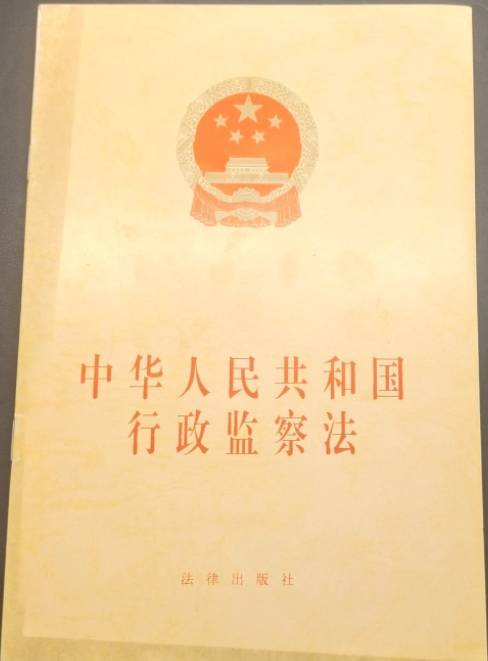 中华人民共和国
行政监察法
法律出版社